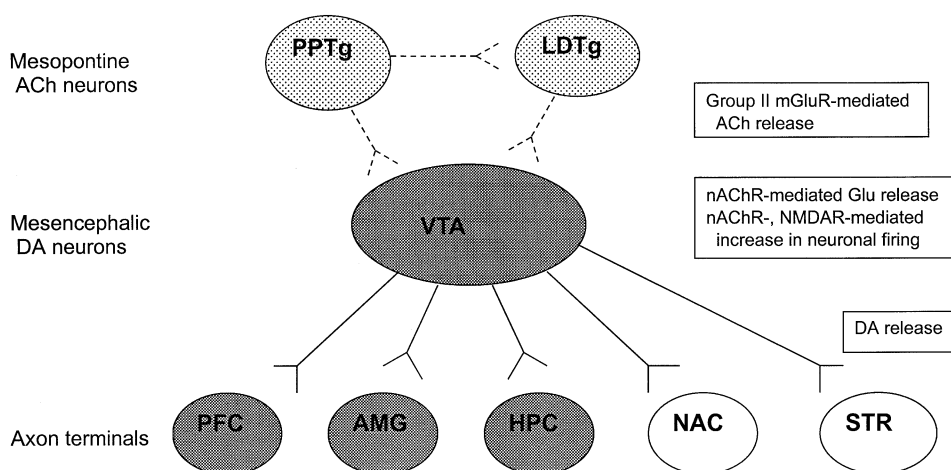 PPTg
LDTg
Mesopontine
ACh neurons
Group II mGluR-mediated
ACh release
Mesencephalic
DA neurons
VTA
nAChR-mediated Glu release
nAChR-, NMDAR-mediated
increase in neuronal firing
DA release
Axon terminals
PFC
AMG
HPC
NAC
STR